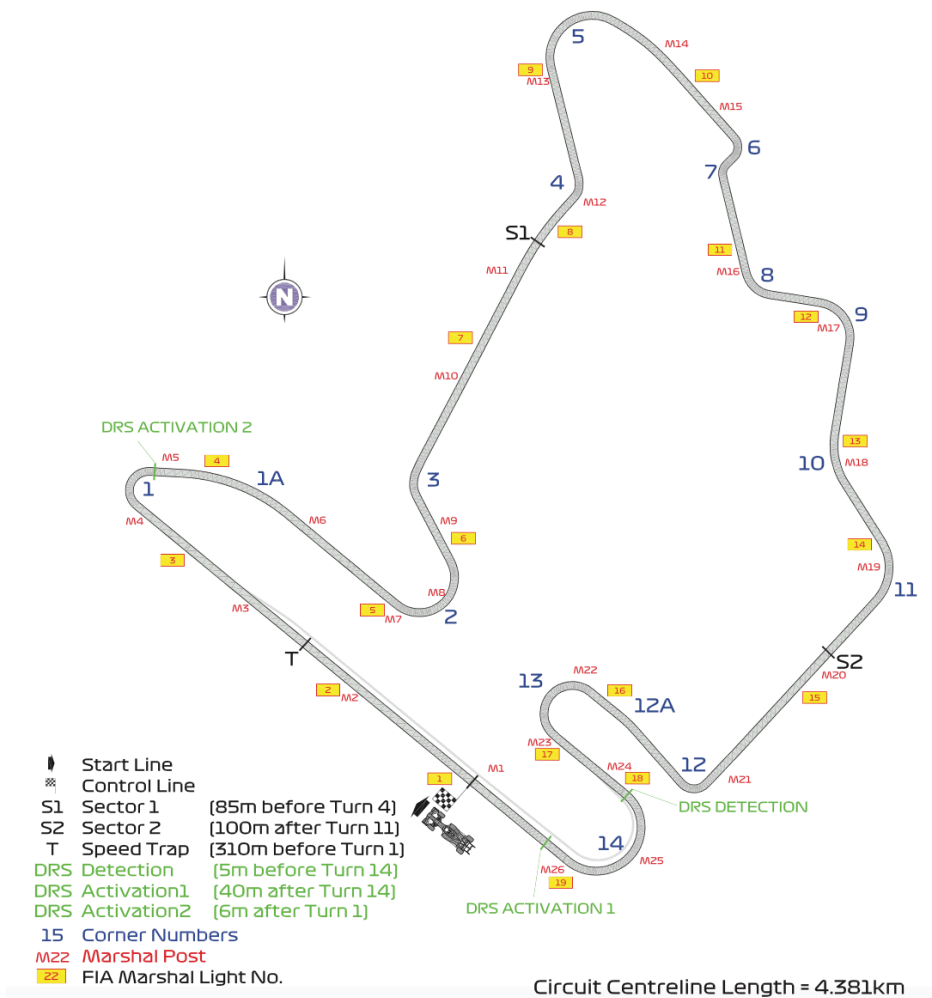 5
M14
9
M13
10
M15
6
7
4
M12
S1
8
M11
11
M16
8
N
12
M17
9
7
M10
DRS ACTIVATION 2
M5
4
1
1A
M4
M6
3
M9
6
13
10
M18
14
M19
11
3
M3
5
M7
M8
2
T
2
M2
S2
M20
15
13
M22
16
12A
M23
17
12
M21
M24
18
DRS DETECTION
1
M1
14
M25
M26
19
DRS ACTIVATION 1
Start Line
Control Line
S1 Sector 1 (85m before Turn 4)
S2 Sector 2 (100m after Turn 11)
T Speed Trap (310m before Turn 1)
DRS Detection (5m before Turn 14)
DRS Activation1 (40m after Turn 14)
DRS Activation2 (6m after Turn 1)
15 Corner Numbers
M22 Marshal Post
22 FIA Marshal Light No.
Circuit Centreline Length = 4.381km